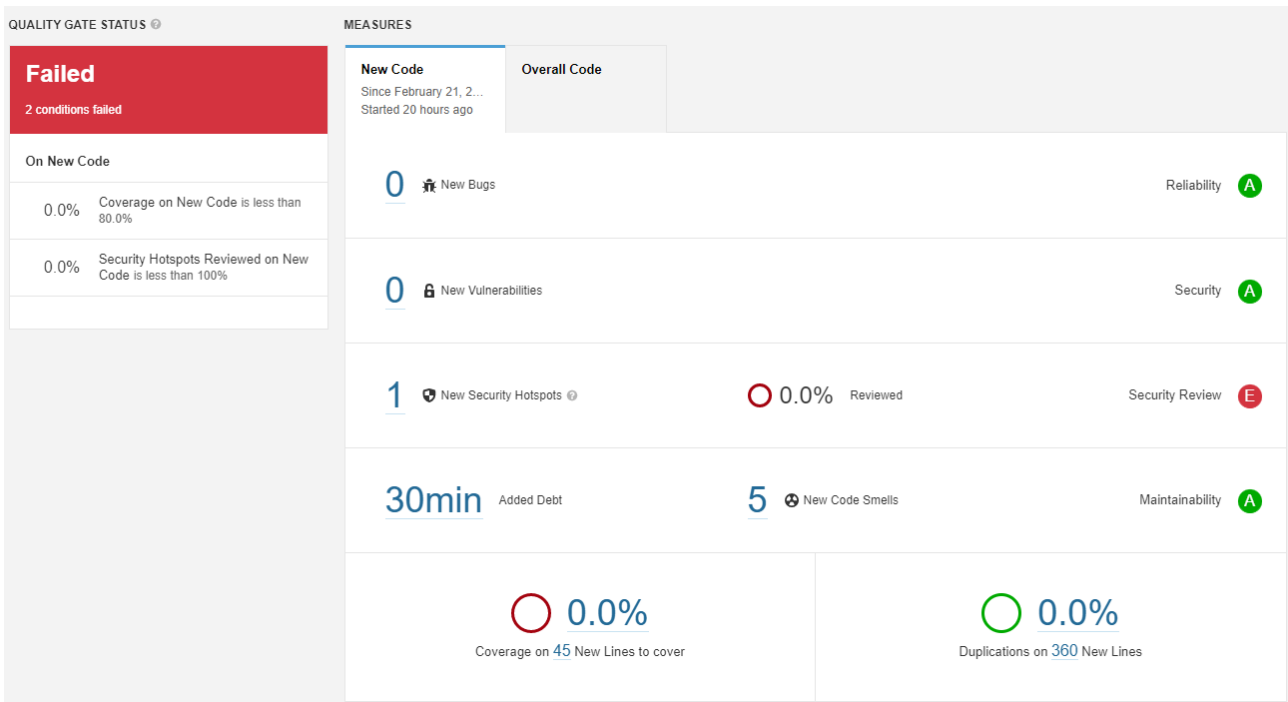 QUALITY GATE STATUS
MEASURES
Failed
2 conditions failed
On New Code
0.0% Coverage on New Code is less than
80.0%
0.0% Security Hotspots Reviewed on New
Code is less than 100%
New Code
Since February 21, 2...
Started 20 hours ago
Overall Code
0 New Bugs
Reliability A
0 New Vulnerabilities
Security A
1 New Security Hotspots
0.0% Reviewed
Security Review E
30min Added Debt
5 New Code Smells
Maintainability A
0.0%
Coverage on 45 New Lines to cover
0.0%
Duplications on 360 New Lines